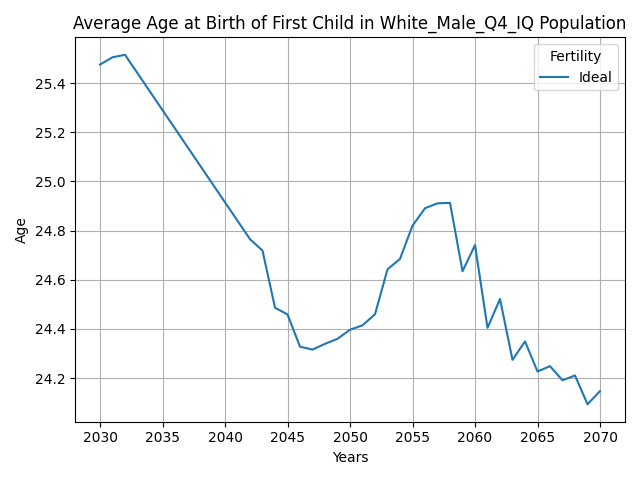 Average Age at Birth of First Child in White_Male_Q4_IQ Population
Fertility
Ideal
25.4
25.2
25.0
24.8
24.6
24.4
24.2
Age
2030 2035 2040 2045 2050 2055 2060 2065 2070
Years